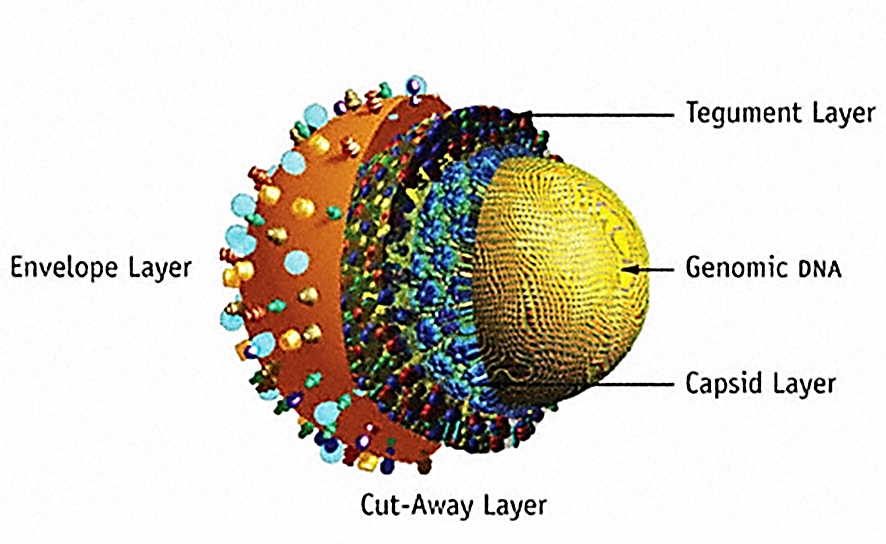 Tegument Layer
Envelope Layer
Genomic DNA
Capsid Layer
Cut-Away Layer